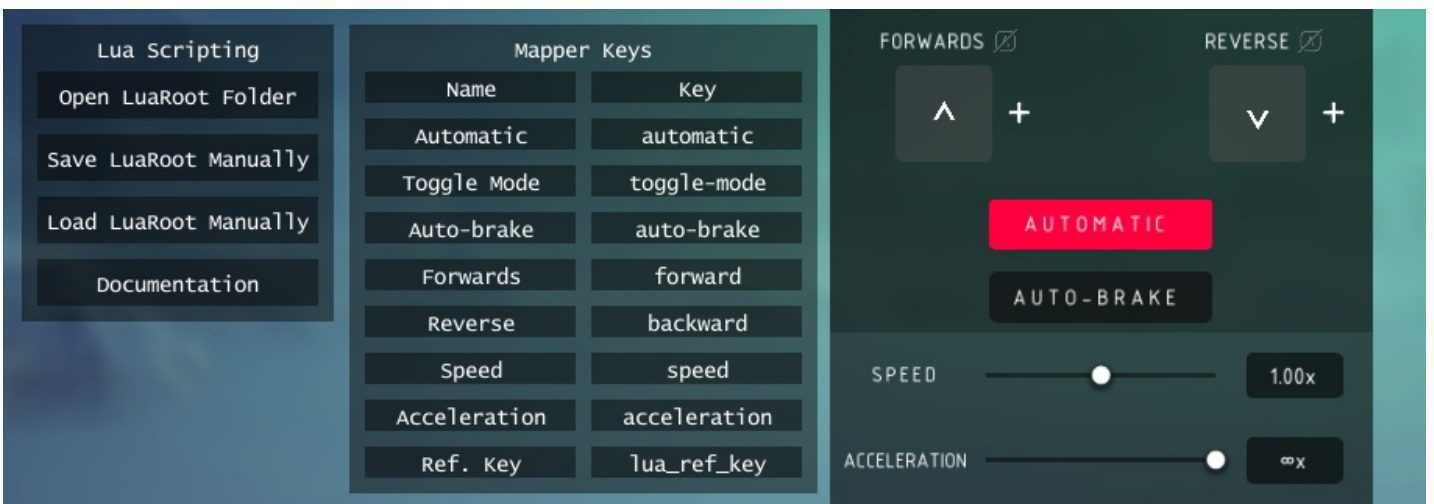 Lua Scripting
Open LuaRoot Folder
Save LuaRoot Manually
Load LuaRoot Manually
Documentation
Mapper Keys
Name Key
Automatic automatic
Toggle Mode toggle-mode
Auto-brake auto-brake
Forwards forward
Reverse backward
Speed speed
Acceleration acceleration
Ref. Key lua_ref_key
FORWARDS REVERSE
+ +
AUTOMATIC
AUTO-BRAKE
SPEED 1.00x
ACCELERATION ∞x